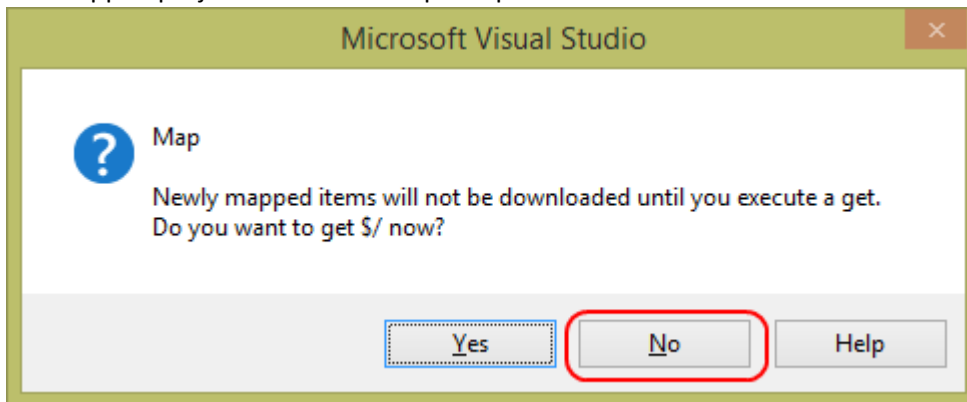 Microsoft Visual Studio
Map
Newly mapped items will not be downloaded until you execute a get.
Do you want to get $/ now?
Yes
No
Help